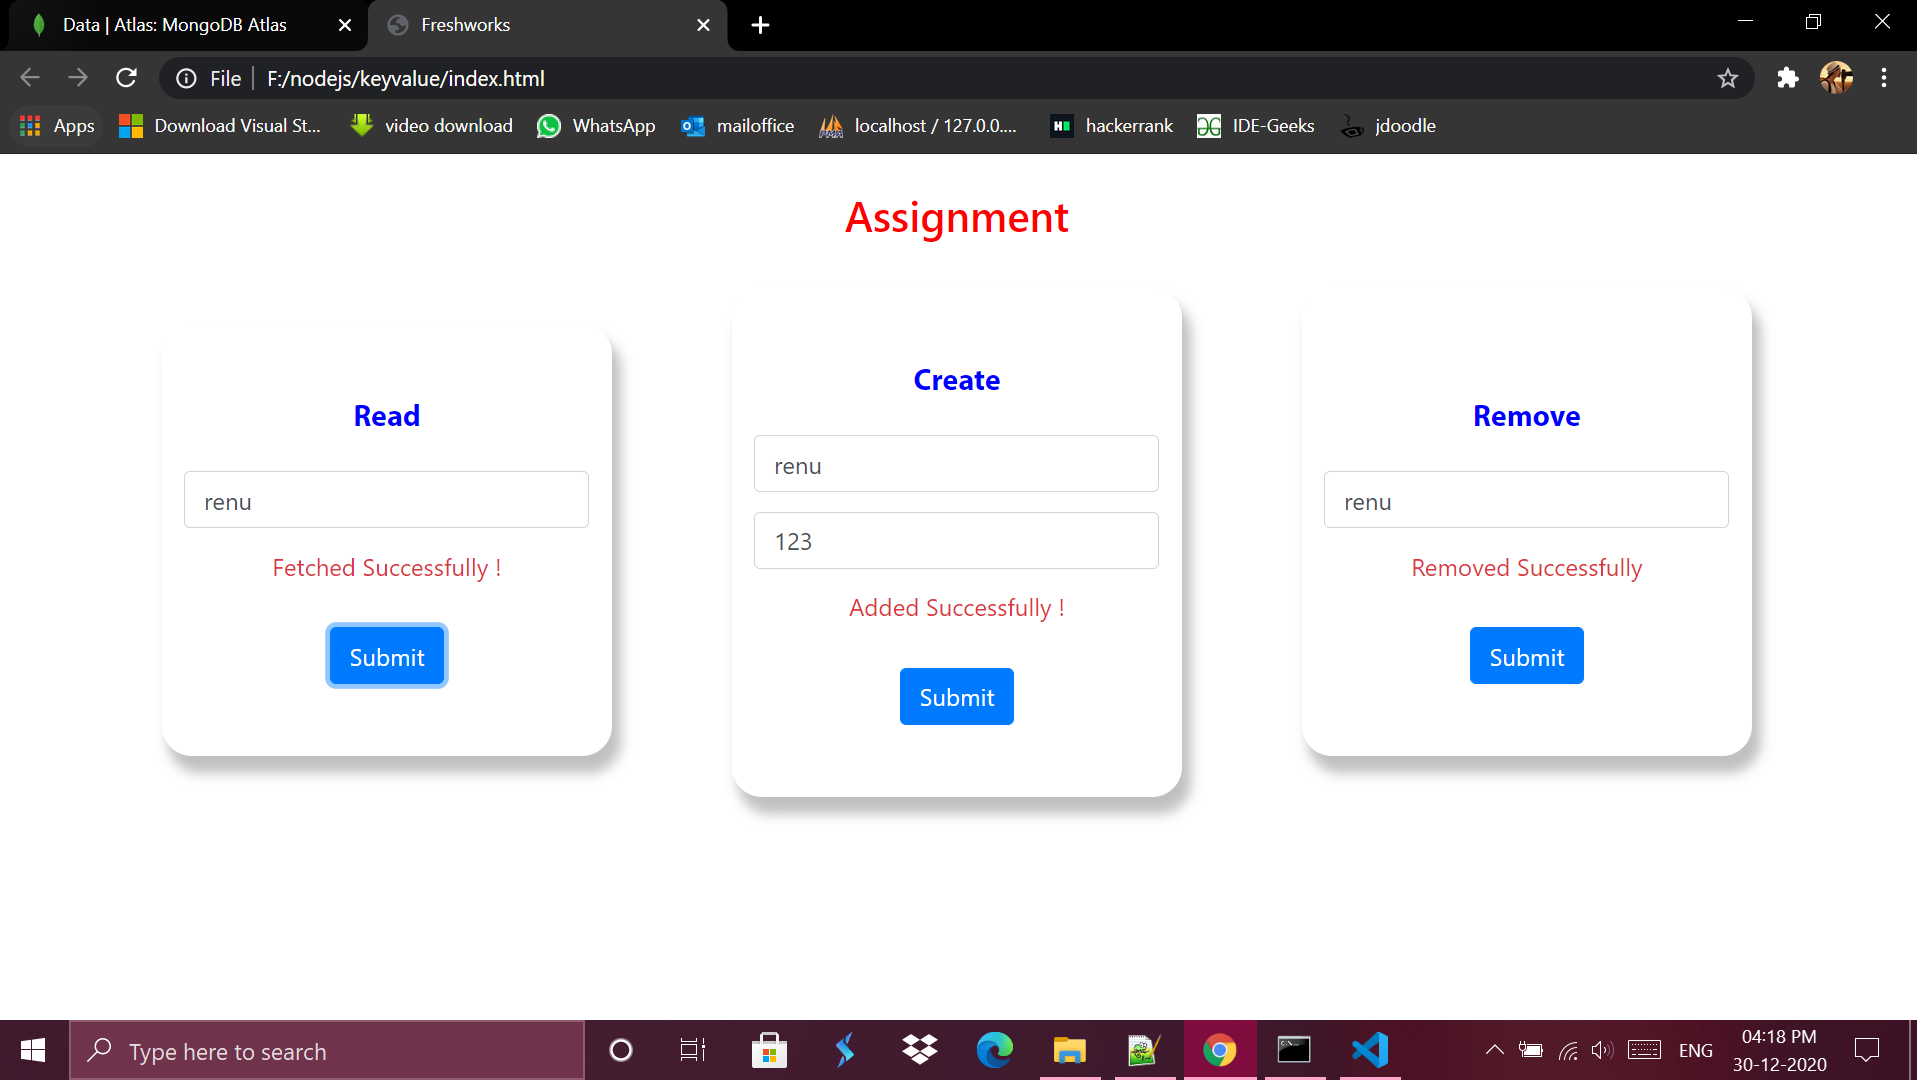 Data | Atlas: MongoDB Atlas
Freshworks
File
F:/nodejs/keyvalue/index.html
Apps
Download Visual St...
video download
WhatsApp
mailoffice
localhost / 127.0.0....
hackerrank
IDE-Geeks
jdoodle
Assignment
Read
renu
Fetched Successfully !
Submit
Create
renu
123
Added Successfully !
Submit
Remove
renu
Removed Successfully
Submit
Type here to search
ENG
04:18 PM
30-12-2020